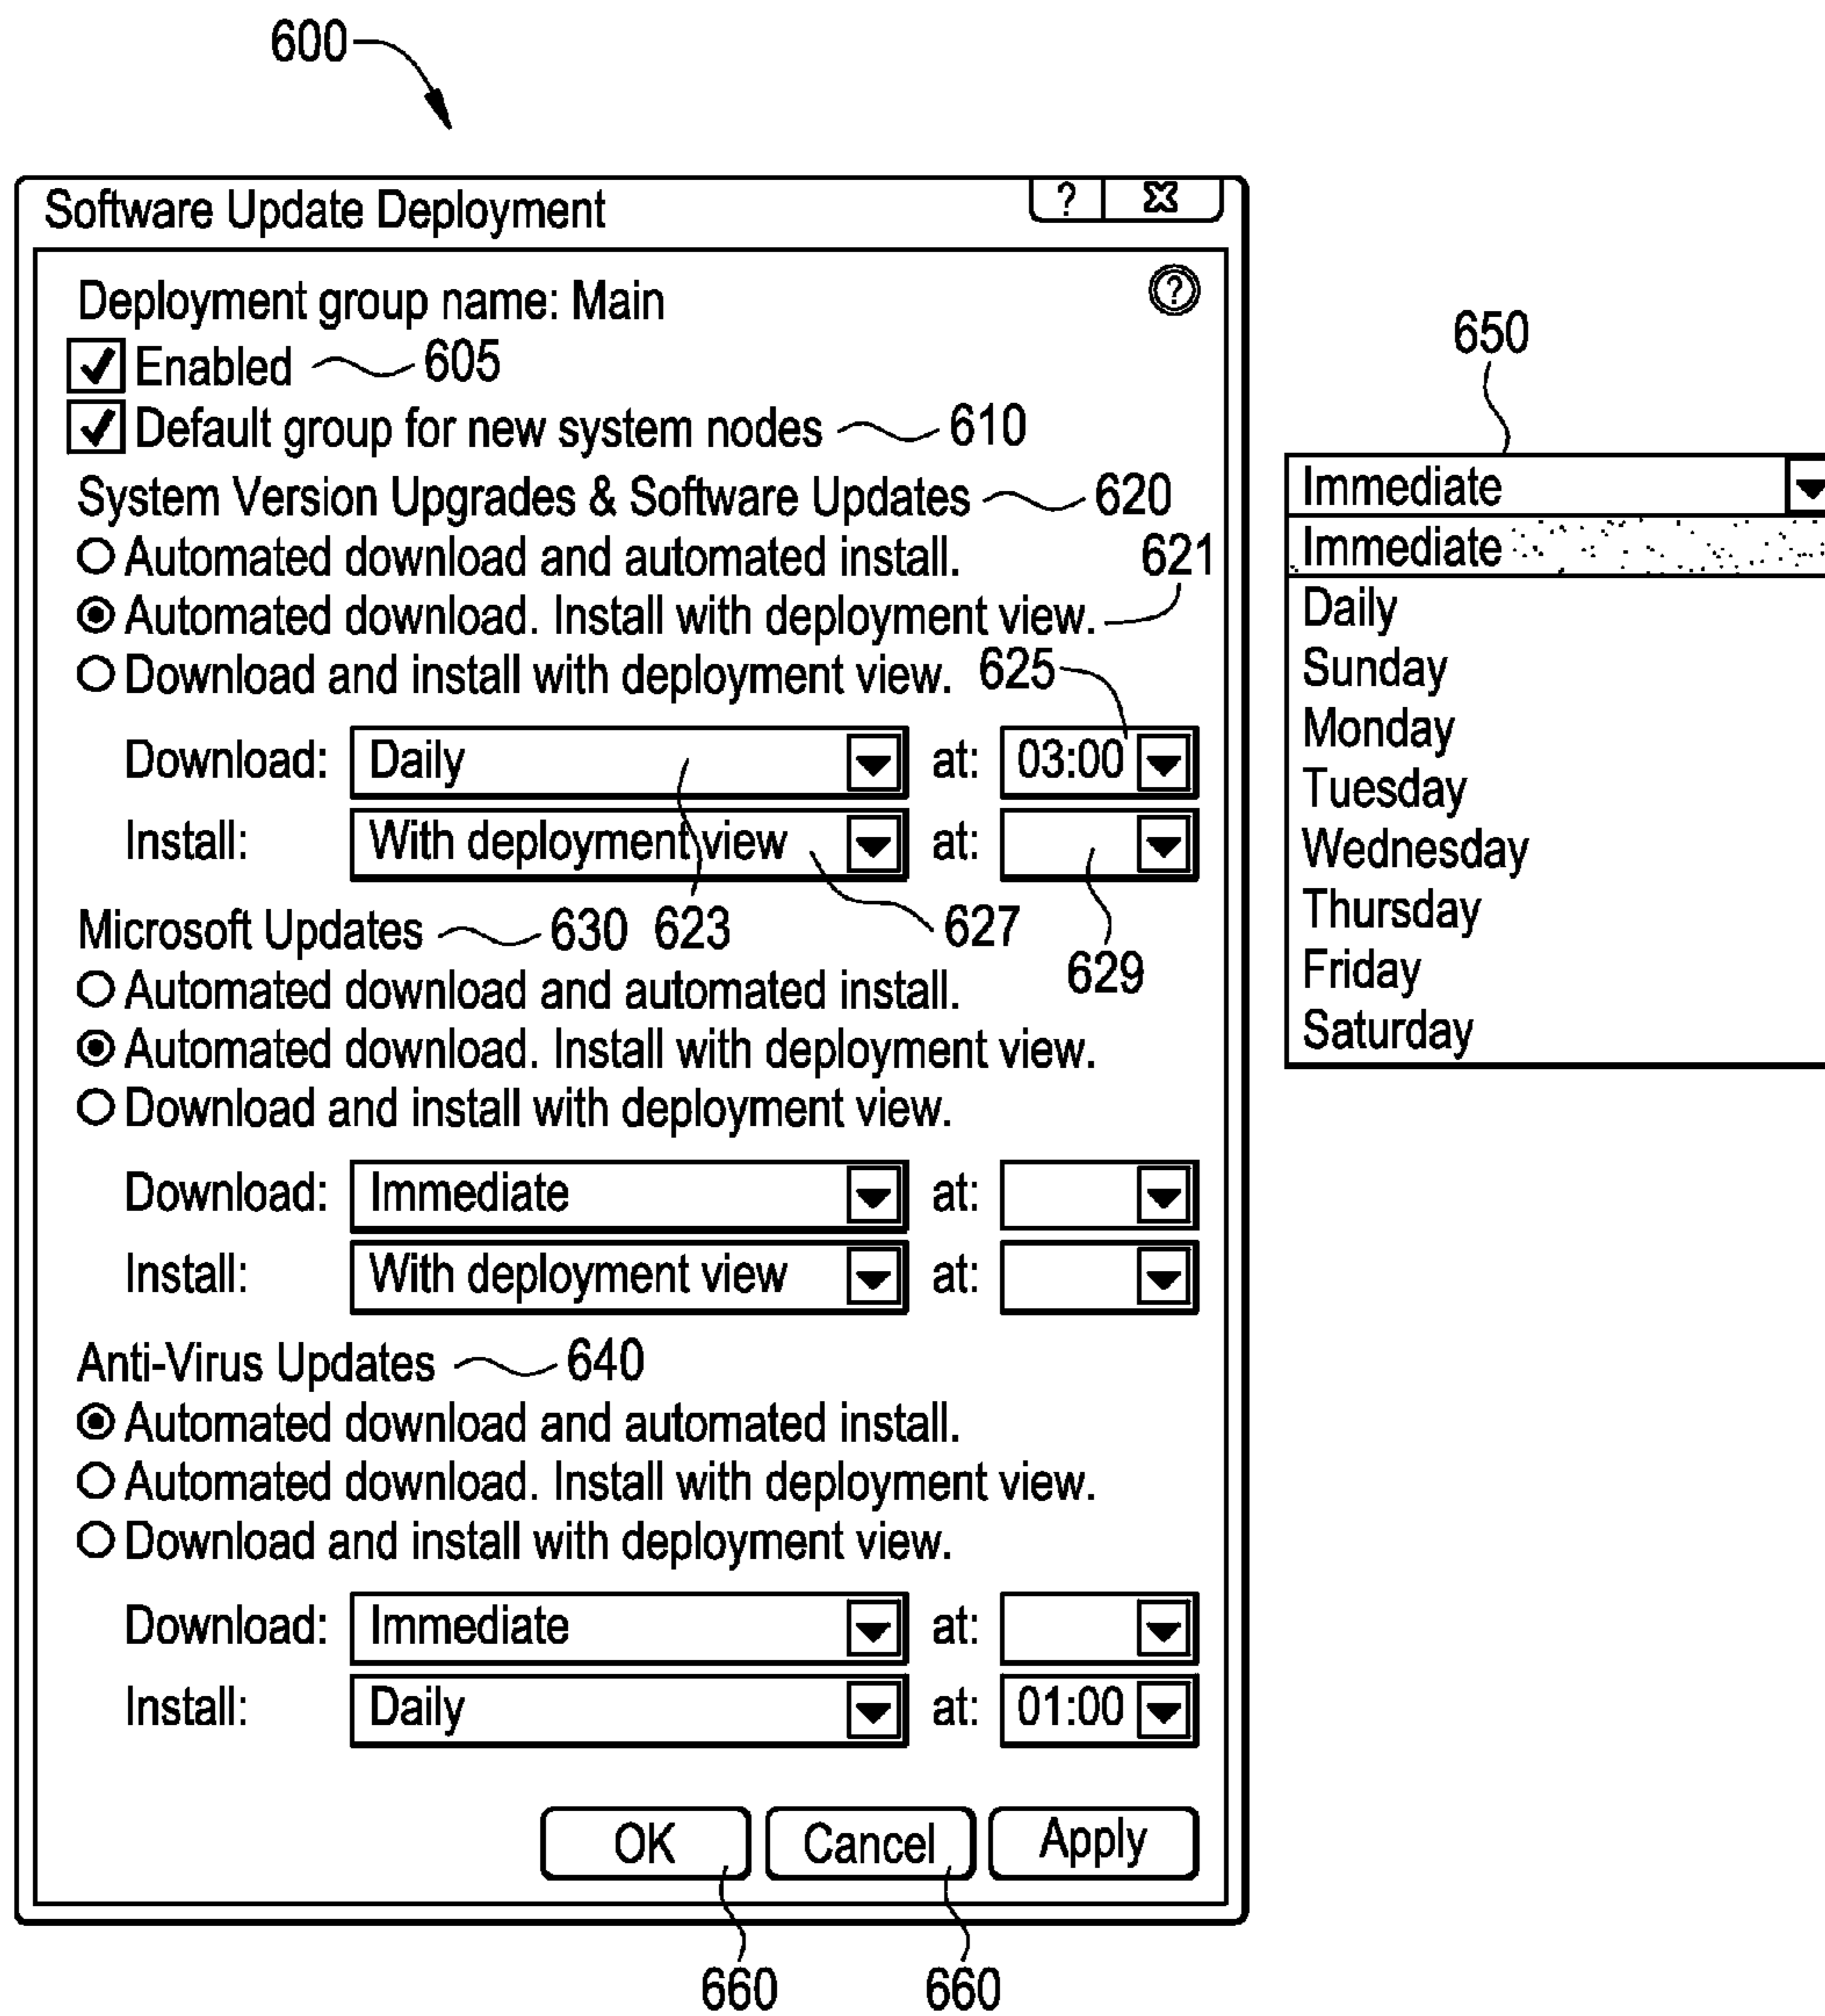 600
Software Update Deployment ?
Deployment group name: Main ?
Enabled 605
Default group for new system nodes 610
System Version Upgrades & Software Updates 620
Automated download and automated install. 621
Automated download. Install with deployment view.
Download and install with deployment view. 625
Download: Daily at: 03:00
Install: With deployment view at:
Microsoft Updates 630 623 627 629
Automated download and automated install.
Automated download. Install with deployment view.
Download and install with deployment view.
Download: Immediate at:
Install: With deployment view at:
Anti-Virus Updates 640
Automated download and automated install.
Automated download. Install with deployment view.
Download and install with deployment view.
Download: Immediate at:
Install: Daily at: 01:00
OK Cancel Apply
660 660
650
Immediate
Immediate
Daily
Sunday
Monday
Tuesday
Wednesday
Thursday
Friday
Saturday